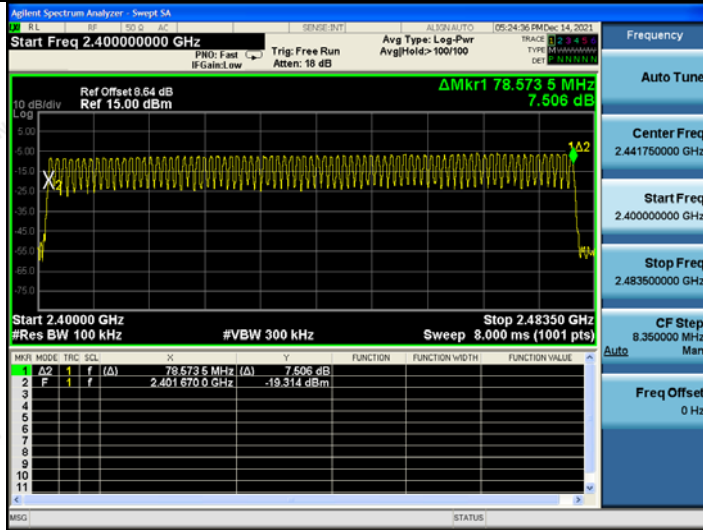 Agilent Spectrum Analyzer - Swept SA
RL RF 50 Ω AC SENSE:INT ALIGN AUTO 05:24:36 PM Dec 14, 2021
Start Freq 2.400000000 GHz
PNO: Fast
IFGain:Low
Trig: Free Run
Atten: 18 dB
Avg Type: Log-Pwr
Avg|Hold:> 100/100
TRACE 1 2 3 4 5 6
TYPE M
DET P N N N N N
Ref Offset 8.64 dB
10 dB/div Ref 15.00 dBm
Log
ΔMkr1 78.573 5 MHz
7.506 dB
5.00
-5.00
-15.0
-25.0
-35.0
-45.0
-55.0
-65.0
-75.0
1Δ2
X2
Start 2.40000 GHz Stop 2.48350 GHz
#Res BW 100 kHz #VBW 300 kHz Sweep 8.000 ms (1001 pts)
MKR MODE TRC SCL X Y FUNCTION FUNCTION WIDTH FUNCTION VALUE
1 Δ2 1 f (Δ) 78.573 5 MHz (Δ) 7.506 dB
2 F 1 f 2.401 670 0 GHz -19.314 dBm
3
4
5
6
7
8
9
10
11
MSG STATUS
Frequency
Auto Tune
Center Freq
2.441750000 GHz
Start Freq
2.400000000 GHz
Stop Freq
2.483500000 GHz
CF Step
8.350000 MHz
Auto Man
Freq Offset
0 Hz